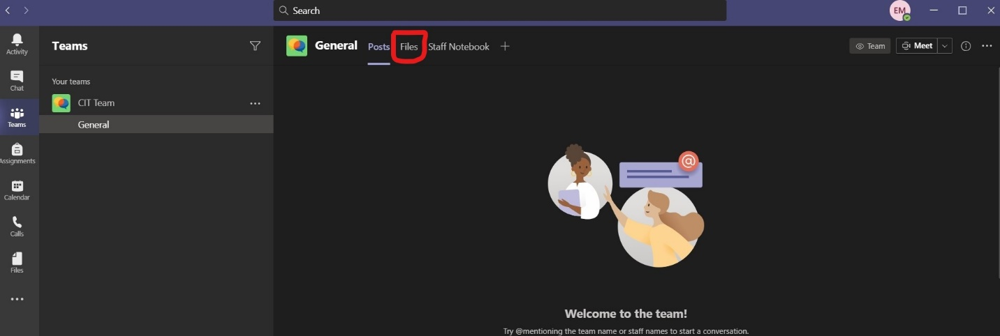 Search
EM
Activity
Chat
Teams
Assignments
Calendar
Calls
Files
Teams
Your teams
CIT Team
General
General Posts Files Staff Notebook
Team Meet
@
Welcome to the team!
Try @mentioning the team name or staff names to start a conversation.